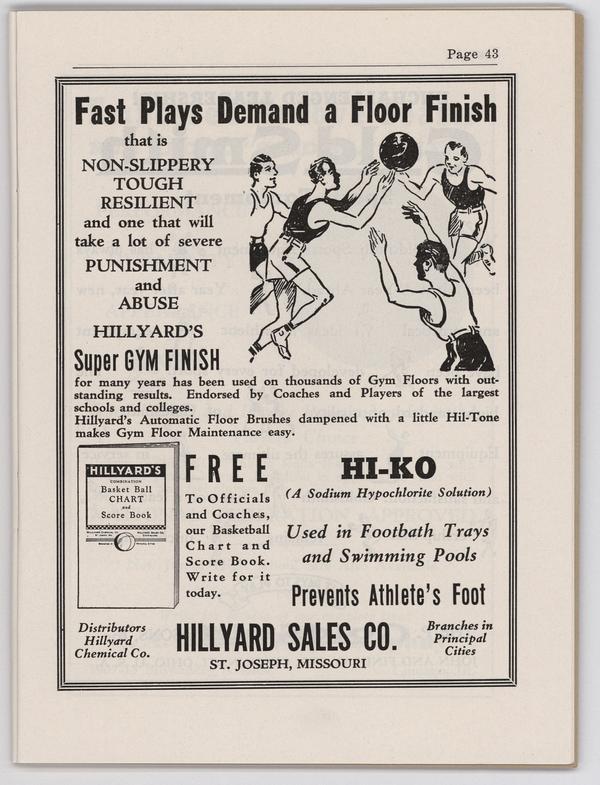 Page 43
Fast Plays Demand a Floor Finish
that is
NON-SLIPPERY
TOUGH
RESILIENT
and one that will
take a lot of severe
PUNISHMENT
and
ABUSE
HILLYARD'S
Super GYM FINISH
for many years has been used on thousands of Gym Floors with out-
standing results. Endorsed by Coaches and Players of the largest
schools and colleges.
Hillyard's Automatic Floor Brushes dampened with a little Hil-Tone
makes Gym Floor Maintenance easy.
HILLYARD'S
COMBINATION
Basket Ball
CHART
and
Score Book
FREE
To Officials
and Coaches,
our Basketball
Chart and
Score Book.
Write for it
today.
HI-KO
(A Sodium Hypochlorite Solution)
Used in Footbath Trays
and Swimming Pools
Prevents Athlete's Foot
Distributors
Hillyard
Chemical Co.
HILLYARD SALES CO.
ST. JOSEPH, MISSOURI
Branches in
Principal
Cities